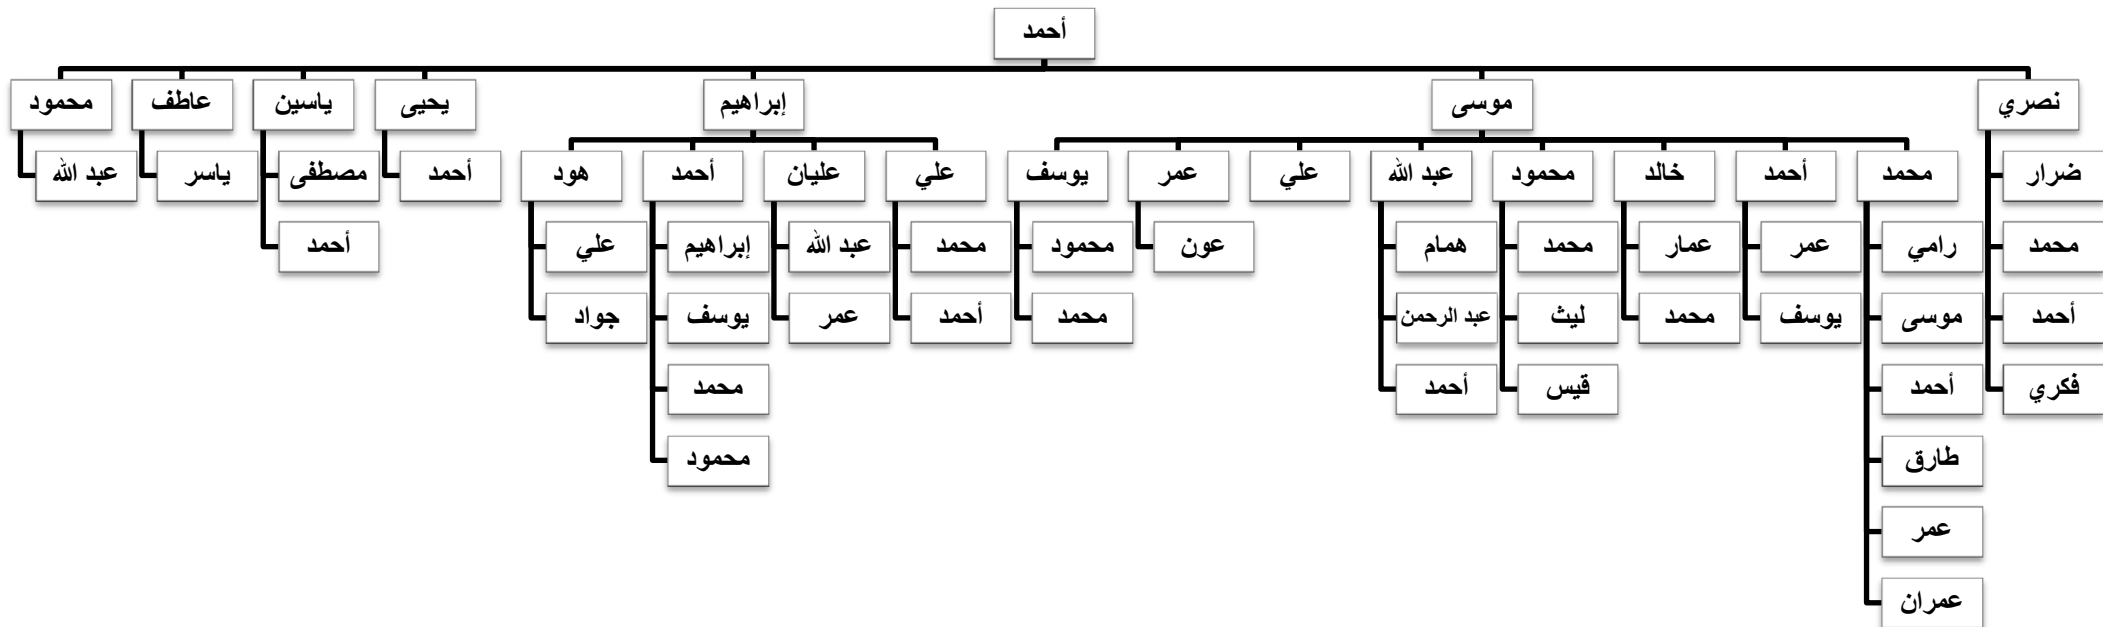 أحمد
نصري
موسى
إبراهيم
يحيى
ياسين
عاطف
محمود
ضرار
محمد
أحمد
خالد
محمود
عبد الله
علي
عمر
يوسف
علي
عليان
أحمد
هود
أحمد
مصطفى
ياسر
عبد الله
محمد
رامي
عمر
عمار
محمد
همام
عون
محمود
محمد
عبد الله
إبراهيم
علي
أحمد
أحمد
موسى
يوسف
محمد
ليث
عبد الرحمن
محمد
أحمد
عمر
يوسف
جواد
فكري
أحمد
قيس
أحمد
محمد
طارق
محمود
عمر
عمران